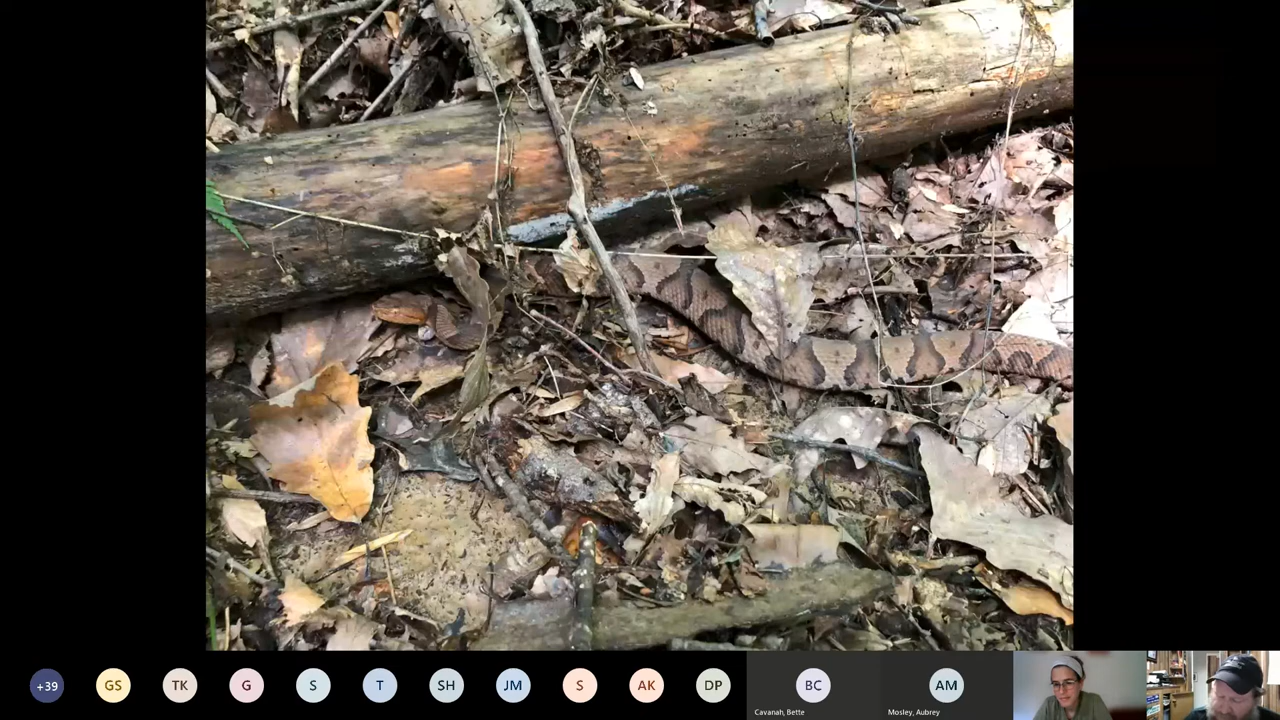 +39
GS
TK
G
S
T
SH
JM
S
AK
DP
BC
AM
Cavanah, Bette
Mosley, Aubrey